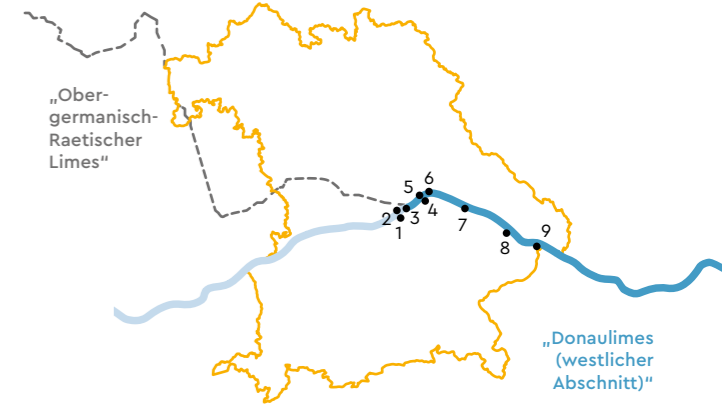 „Ober-
germanisch-
Raetischer
Limes“
5 6
2 3 4 7 9
1 8
„Donaulimes
(westlicher
Abschnitt)“